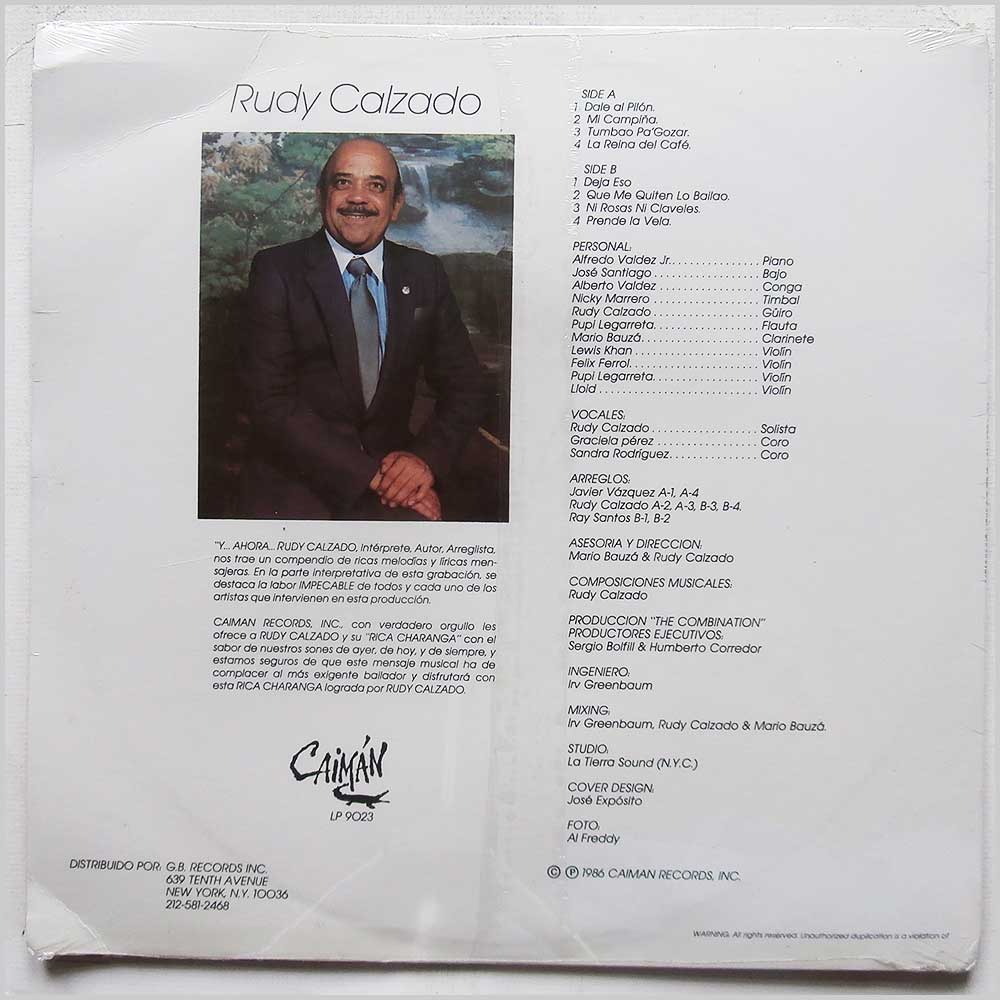 Rudy Calzado
"Y... AHORA... RUDY CALZADO, Intérprete, Autor, Arreglista,
nos trae un compendio de ricas melodías y líricas men-
sajeras. En la parte interpretativa de esta grabación, se
destaca la labor IMPECABLE de todos y cada uno de los
artistas que intervienen en esta producción.
CAIMAN RECORDS, INC., con verdadero orgullo les
ofrece a RUDY CALZADO y su "RICA CHARANGA" con el
sabor de nuestros sones de ayer, de hoy, y de siempre, y
estamos seguros de que este mensaje musical ha de
complacer al más exigente bailador y disfrutará con
esta RICA CHARANGA lograda por RUDY CALZADO.
CAIMÁN
LP 9023
DISTRIBUIDO POR: G.B. RECORDS INC.
639 TENTH AVENUE
NEW YORK, N.Y. 10036
212-581-2468
SIDE A
1 Dale al Pilón.
2 Mi Campiña.
3 Tumbao Pa'Gozar.
4 La Reina del Café.
SIDE B
1 Deja Eso
2 Que Me Quiten Lo Bailao.
3 Ni Rosas Ni Claveles.
4 Prende la Vela.
PERSONAL:
Alfredo Valdez Jr. . . . . . . . . . . . . . . . Piano
José Santiago . . . . . . . . . . . . . . . . Bajo
Alberto Valdez . . . . . . . . . . . . . . . Conga
Nicky Marrero . . . . . . . . . . . . . . . . Timbal
Rudy Calzado . . . . . . . . . . . . . . . . Güiro
Pupi Legarreta. . . . . . . . . . . . . . . . Flauta
Mario Bauzá. . . . . . . . . . . . . . . . . . Clarinete
Lewis Khan . . . . . . . . . . . . . . . . . . Violín
Felix Ferrol. . . . . . . . . . . . . . . . . . . Violín
Pupi Legarreta. . . . . . . . . . . . . . . . Violín
Lloid . . . . . . . . . . . . . . . . . . . . . . . . Violín
VOCALES:
Rudy Calzado . . . . . . . . . . . . . . . . Solista
Graciela pérez . . . . . . . . . . . . . . . Coro
Sandra Rodríguez. . . . . . . . . . . . . Coro
ARREGLOS:
Javier Vázquez A-1, A-4
Rudy Calzado A-2, A-3, B-3, B-4.
Ray Santos B-1, B-2
ASESORIA Y DIRECCION:
Mario Bauzá & Rudy Calzado
COMPOSICIONES MUSICALES:
Rudy Calzado
PRODUCCION "THE COMBINATION"
PRODUCTORES EJECUTIVOS:
Sergio Bolfill & Humberto Corredor
INGENIERO:
Irv Greenbaum
MIXING:
Irv Greenbaum, Rudy Calzado & Mario Bauzá.
STUDIO:
La Tierra Sound (N.Y.C.)
COVER DESIGN:
José Expósito
FOTO:
Al Freddy
© ℗ 1986 CAIMAN RECORDS, INC.
WARNING: All rights reserved. Unauthorized duplication is a violation of